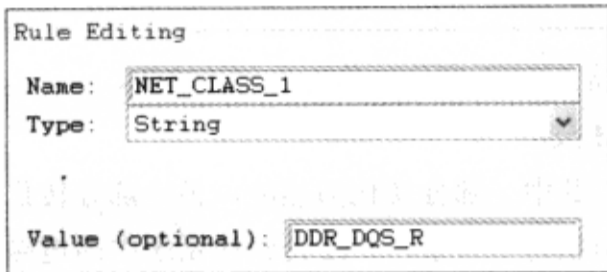 Rule Editing
Name: NET_CLASS_1
Type: String
Value (optional): DDR_DQS_R